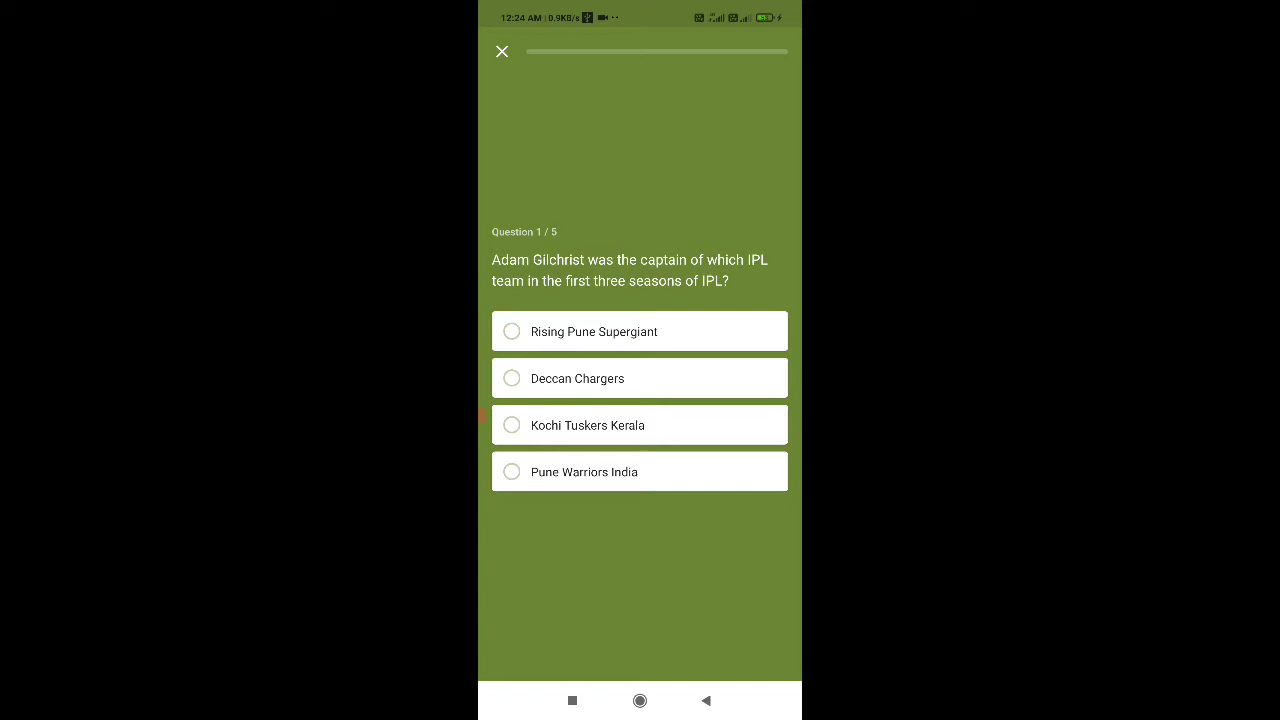 12:24 AM | 0.9KB/s
Question 1 / 5
Adam Gilchrist was the captain of which IPL
team in the first three seasons of IPL?
Rising Pune Supergiant
Deccan Chargers
Kochi Tuskers Kerala
Pune Warriors India